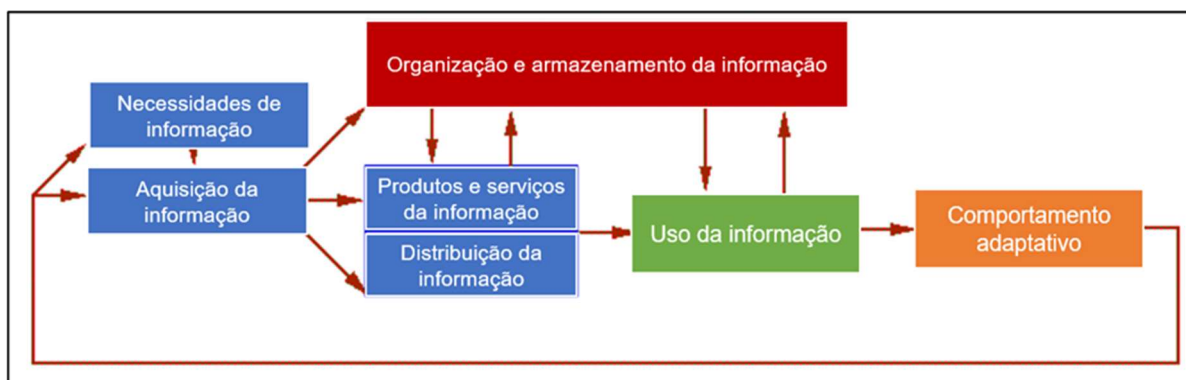 Organização e armazenamento da informação
Necessidades de
informação
Aquisição da
informação
Produtos e serviços
da informação
Distribuição da
informação
Uso da informação
Comportamento
adaptativo